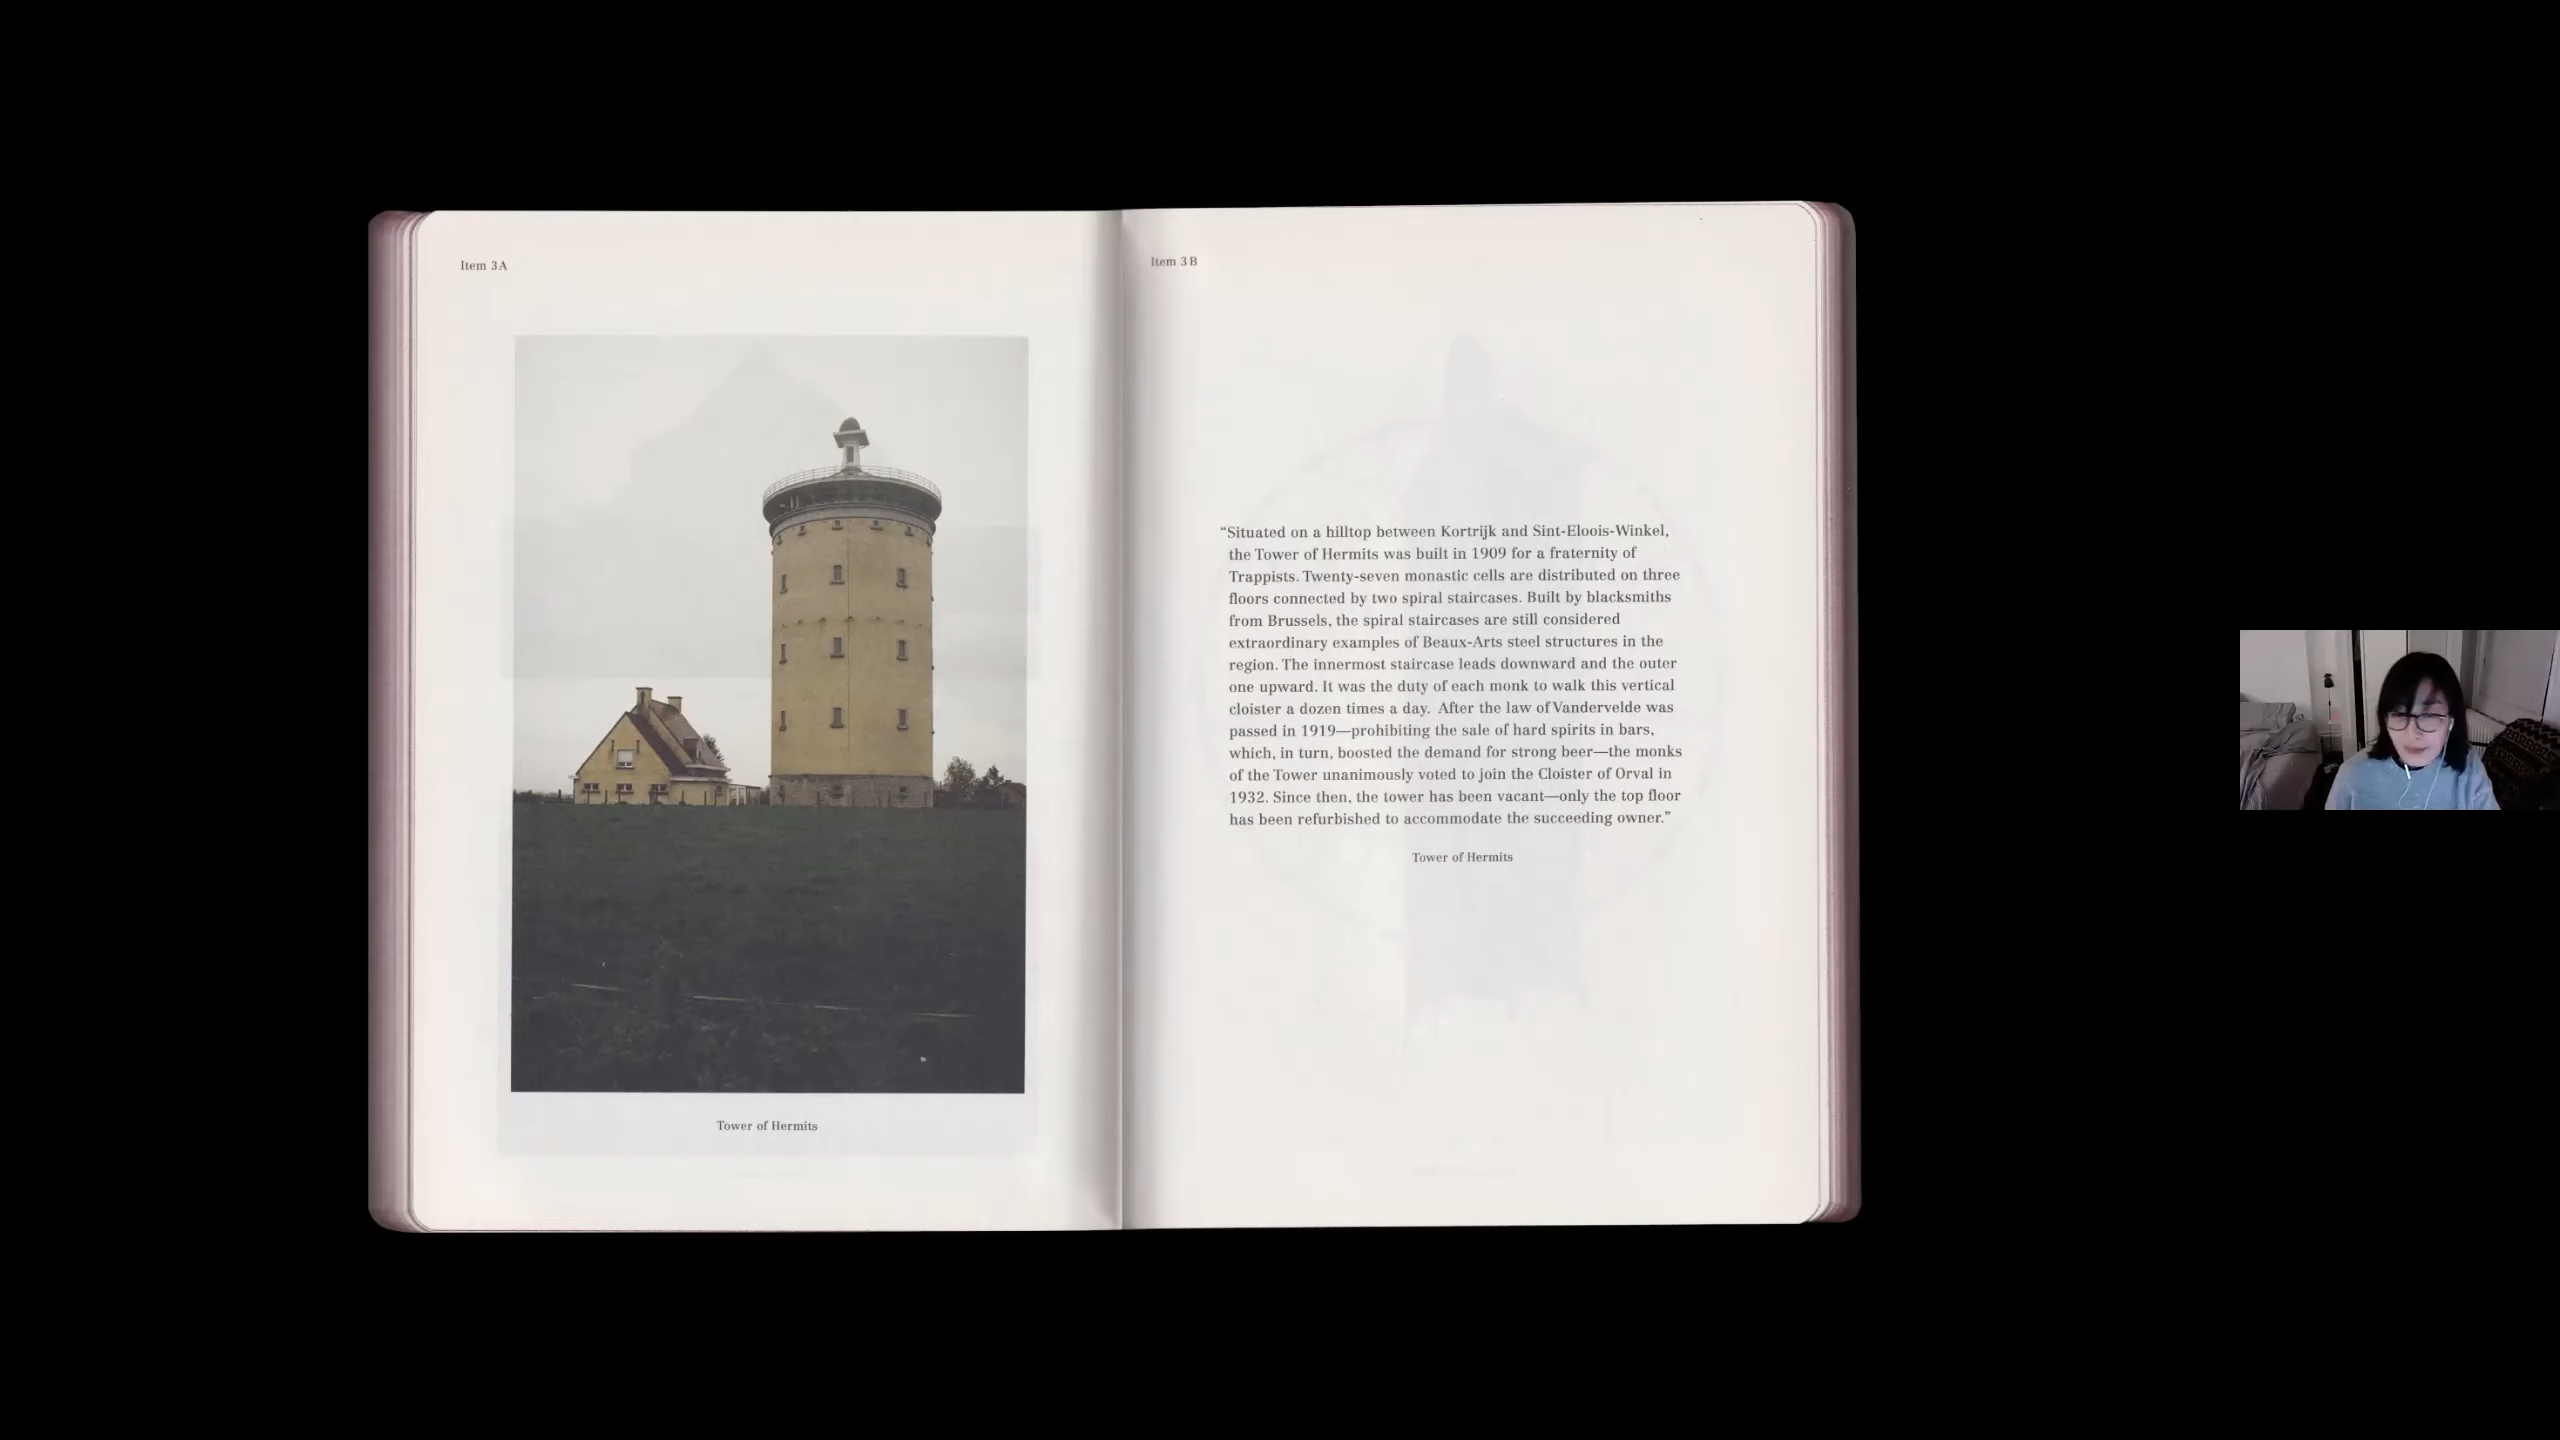 Item 3A
Tower of Hermits
Item 3B
“Situated on a hilltop between Kortrijk and Sint-Eloois-Winkel,
the Tower of Hermits was built in 1909 for a fraternity of
Trappists. Twenty-seven monastic cells are distributed on three
floors connected by two spiral staircases. Built by blacksmiths
from Brussels, the spiral staircases are still considered
extraordinary examples of Beaux-Arts steel structures in the
region. The innermost staircase leads downward and the outer
one upward. It was the duty of each monk to walk this vertical
cloister a dozen times a day. After the law of Vandervelde was
passed in 1919—prohibiting the sale of hard spirits in bars,
which, in turn, boosted the demand for strong beer—the monks
of the Tower unanimously voted to join the Cloister of Orval in
1932. Since then, the tower has been vacant—only the top floor
has been refurbished to accommodate the succeeding owner.”
Tower of Hermits